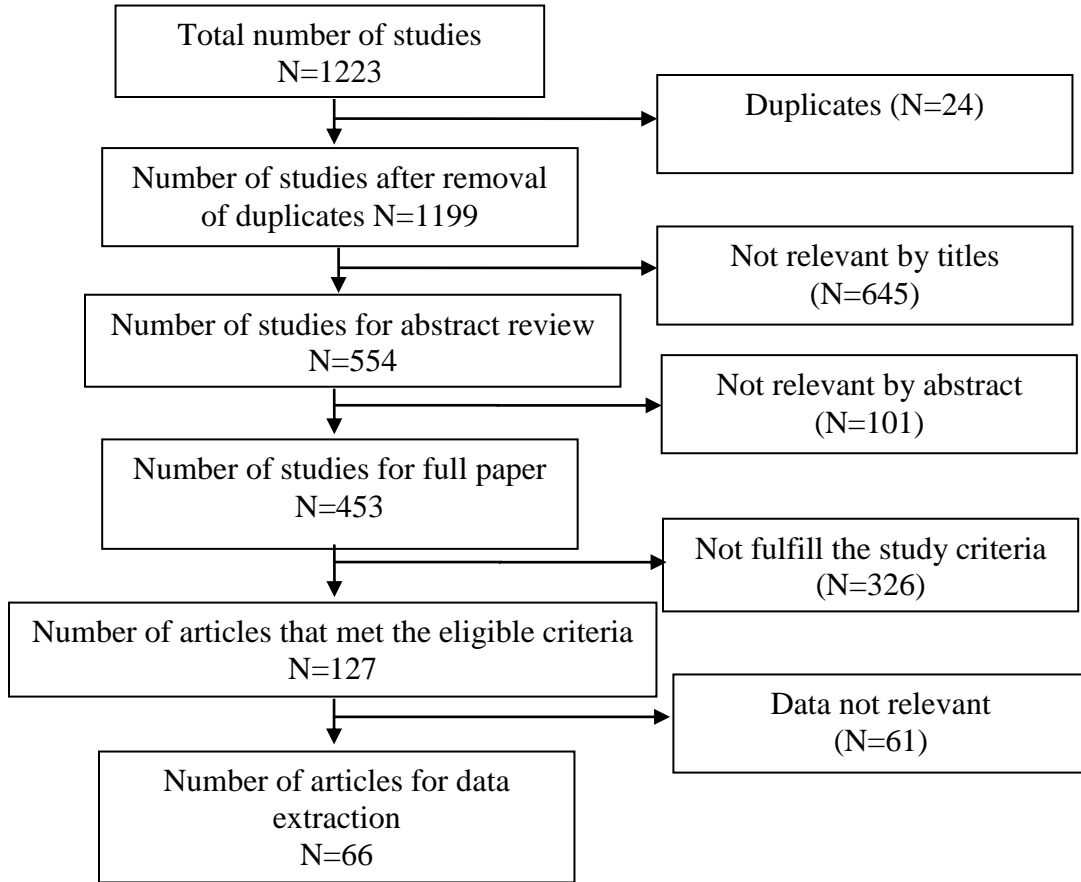 Total number of studies
N=1223
Duplicates (N=24)
Number of studies after removal
of duplicates N=1199
Not relevant by titles
(N=645)
Number of studies for abstract review
N=554
Not relevant by abstract
(N=101)
Number of studies for full paper
N=453
Not fulfill the study criteria
(N=326)
Number of articles that met the eligible criteria
N=127
Data not relevant
(N=61)
Number of articles for data
extraction
N=66